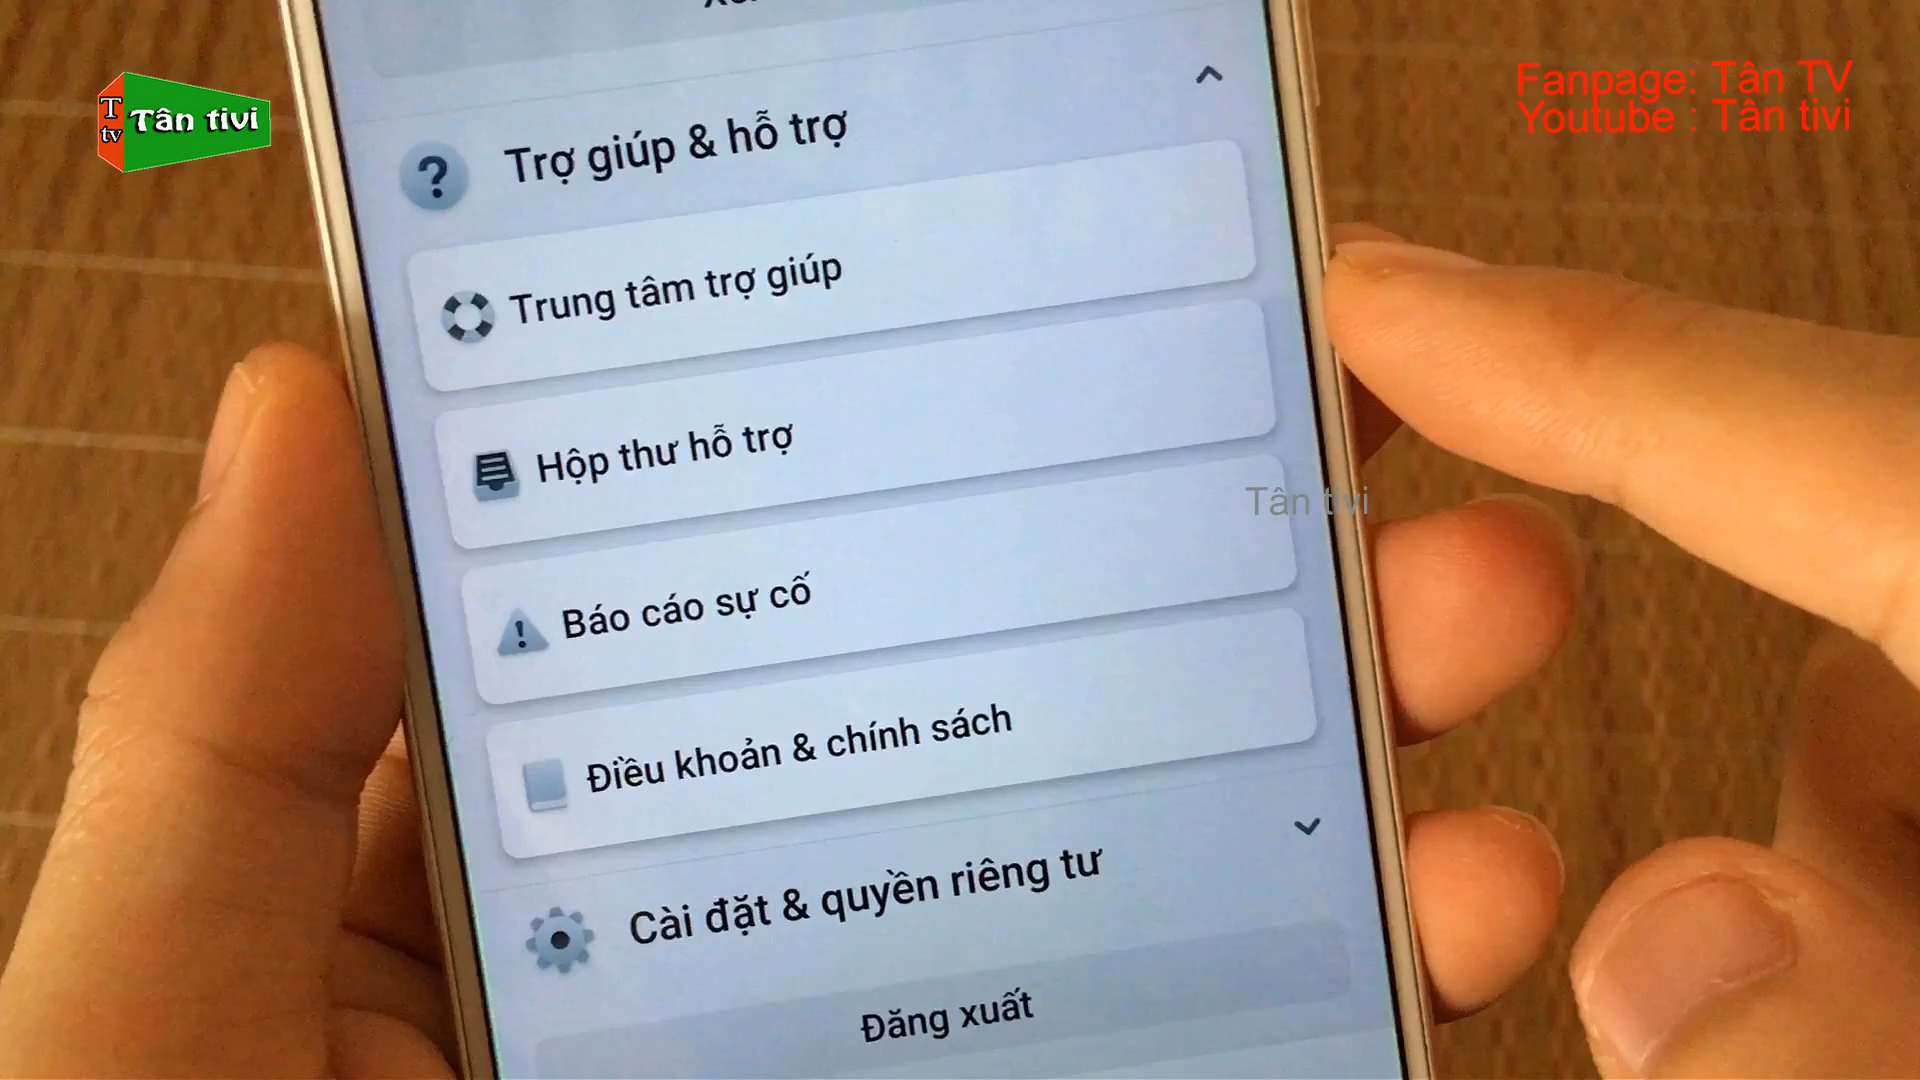 T
tv
Tân tivi
Fanpage: Tân TV
Youtube : Tân tivi
Trợ giúp & hỗ trợ
Trung tâm trợ giúp
Hộp thư hỗ trợ
Tân tivi
Báo cáo sự cố
Điều khoản & chính sách
Cài đặt & quyền riêng tư
Đăng xuất